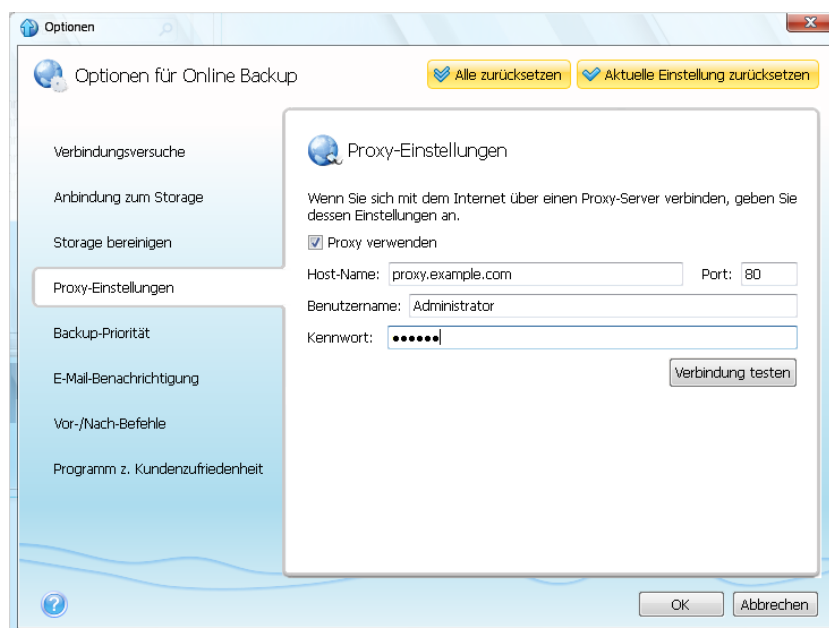 Optionen
Optionen für Online Backup
Alle zurücksetzen
Aktuelle Einstellung zurücksetzen
Verbindungsversuche
Anbindung zum Storage
Storage bereinigen
Proxy-Einstellungen
Backup-Priorität
E-Mail-Benachrichtigung
Vor-/Nach-Befehle
Programm z. Kundenzufriedenheit
Proxy-Einstellungen
Wenn Sie sich mit dem Internet über einen Proxy-Server verbinden, geben Sie
dessen Einstellungen an.
Proxy verwenden
Host-Name: proxy.example.com Port: 80
Benutzername: Administrator
Kennwort: ••••••
Verbindung testen
OK Abbrechen